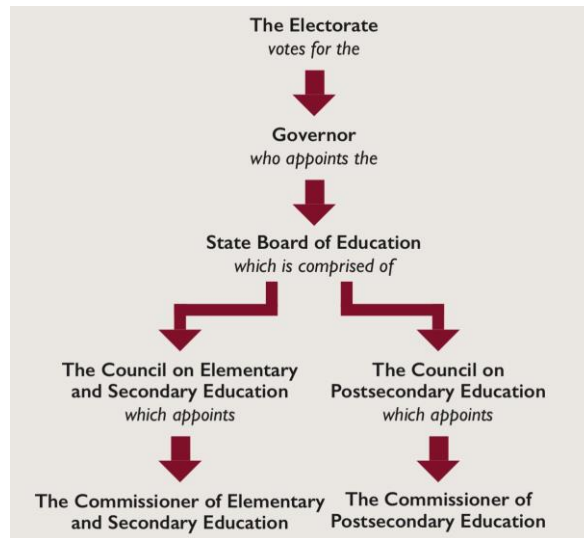 The Electorate
votes for the
Governor
who appoints the
State Board of Education
which is comprised of
The Council on Elementary
and Secondary Education
which appoints
The Council on
Postsecondary Education
which appoints
The Commissioner of Elementary
and Secondary Education
The Commissioner of
Postsecondary Education